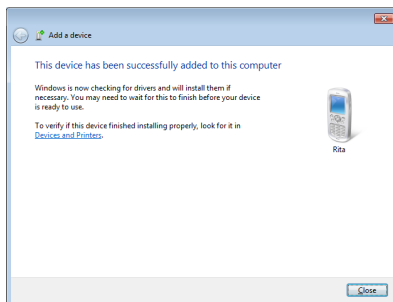 Add a device
This device has been successfully added to this computer
Windows is now checking for drivers and will install them if
necessary. You may need to wait for this to finish before your device
is ready to use.
To verify if this device finished installing properly, look for it in
Devices and Printers.
Rita
Close